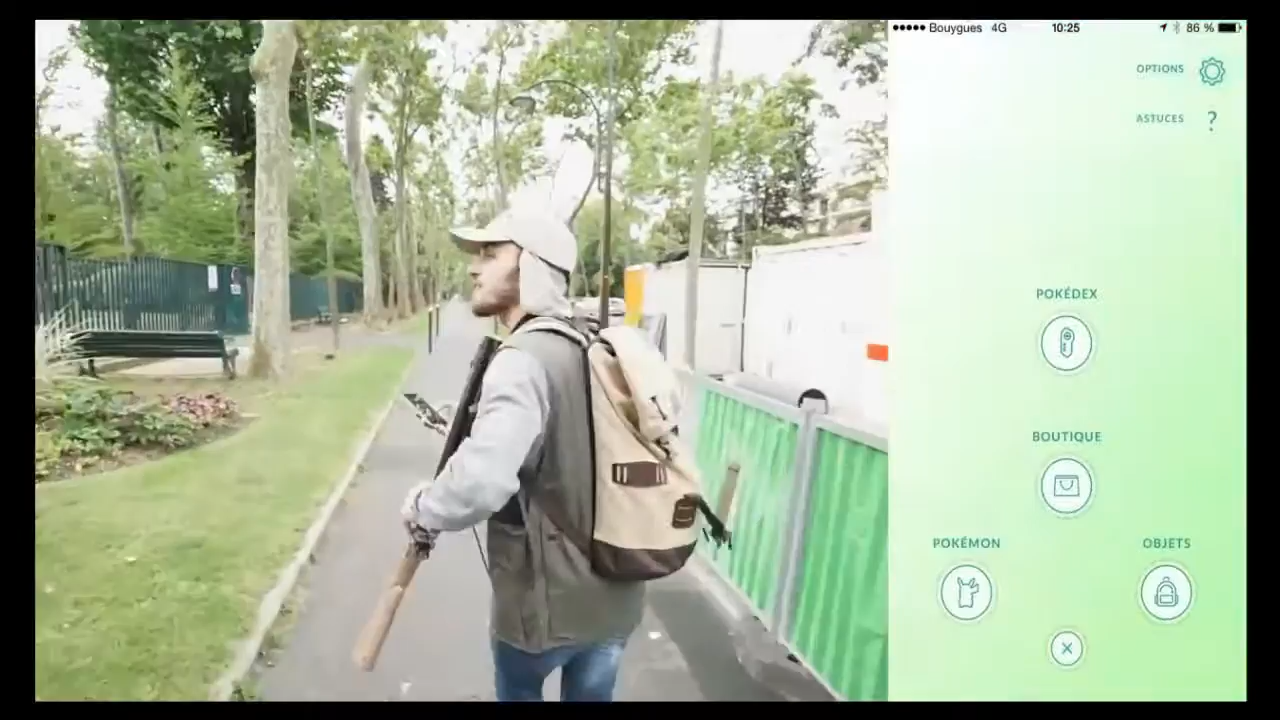 Bouygues 4G 10:25 86 %
OPTIONS
ASTUCES ?
POKÉDEX
BOUTIQUE
POKÉMON OBJETS